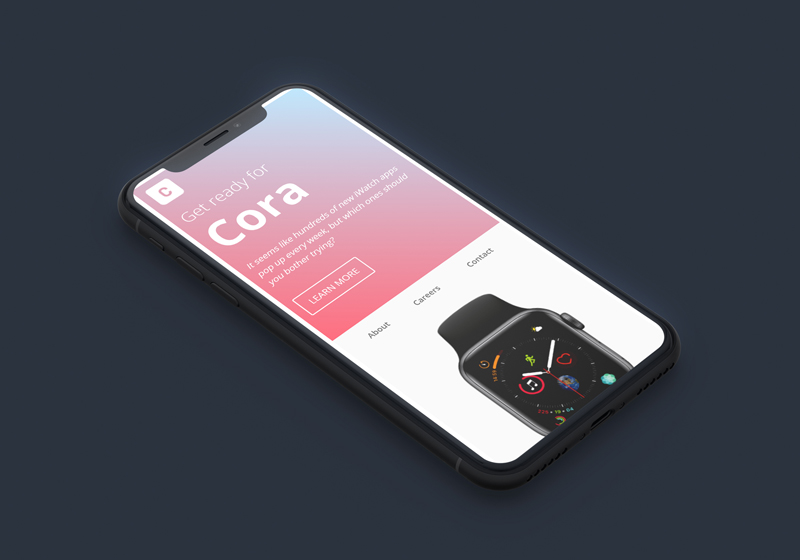 C
Get ready for
Cora
It seems like hundreds of new iWatch apps
pop up every week, but which ones should
you bother trying?
LEARN MORE
About
Careers
Contact